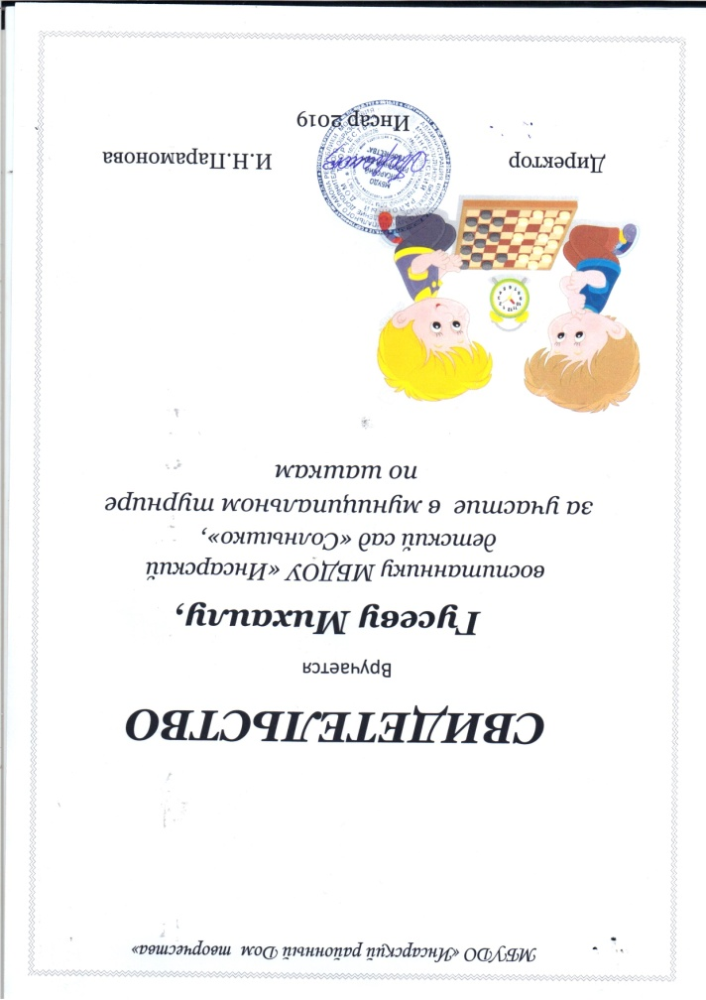 МБУДО «Инсарский районный Дом творчества»
СВИДЕТЕЛЬСТВО
Вручается
Гусеву Михаилу,
воспитаннику МБДОУ «Инсарский
детский сад «Солнышко»,
за участие в муниципальном турнире
по шашкам
Директор И.Н.Парамонова
Инсар 2019